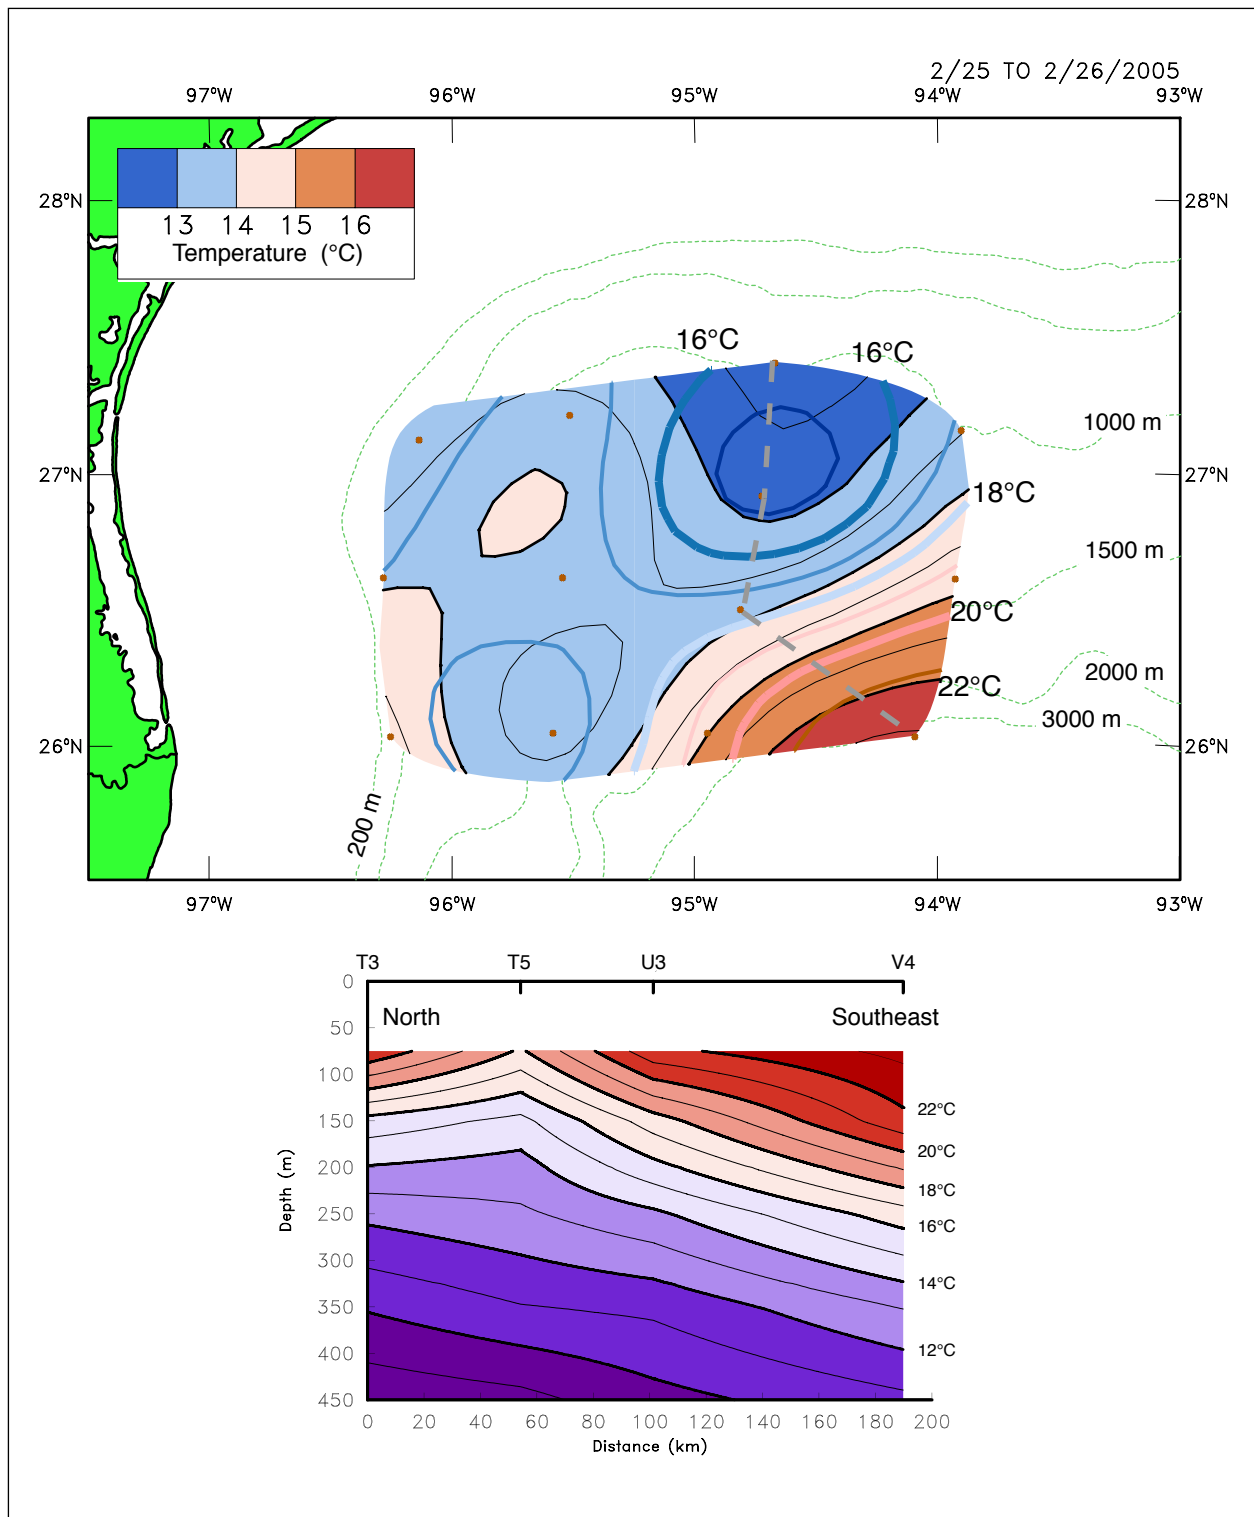 2/25 TO 2/26/2005
97°W 96°W 95°W 94°W 93°W
28°N 28°N
13 14 15 16
Temperature (°C)
16°C 16°C
1000 m
27°N 27°N
18°C
1500 m
20°C
2000 m
22°C
3000 m
26°N 26°N
200 m
97°W 96°W 95°W 94°W 93°W
T3 T5 U3 V4
0
North Southeast
50
100
22°C
150
20°C
200
18°C
16°C
250
14°C
300
350
12°C
400
450
Depth (m)
0 20 40 60 80 100 120 140 160 180 200
Distance (km)